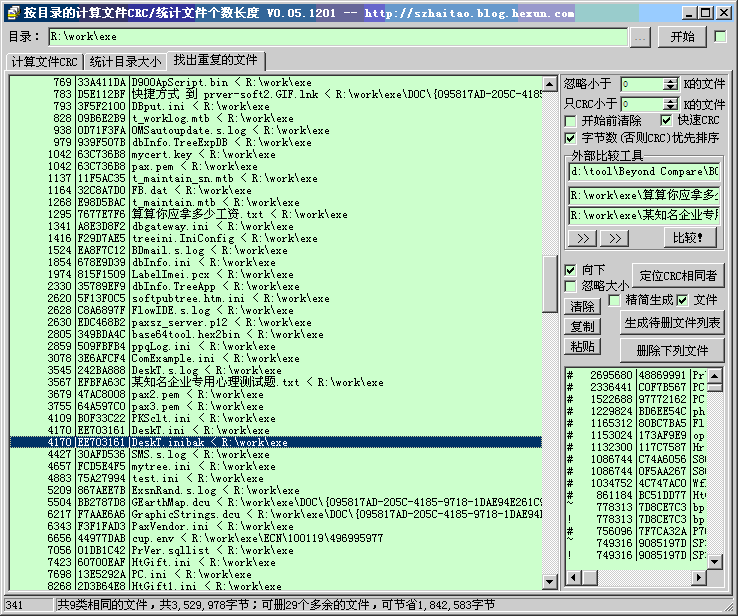 按目录的计算文件CRC/统计文件个数长度 V0.05.1201 -- http://szhaitao.blog.hexun.com
目录: R:\work\exe ... 开始
计算文件CRC 统计目录大小 找出重复的文件
769 33A411DA D900ApScript.bin < R:\work\exe
783 D5E112BF 快捷方式 到 prver-soft2.GIF.lnk < R:\work\exe\DOC\{095817AD-205C-4185
793 3F5F2100 DBput.ini < R:\work\exe
828 09B6E2B9 t_worklog.mtb < R:\work\exe
938 0D71F3FA OMSautoupdate.s.log < R:\work\exe
979 939F507B dbInfo.TreeExpDB < R:\work\exe
1042 63C736B8 mycert.key < R:\work\exe
1042 63C736B8 pax.pem < R:\work\exe
1137 11F5AC35 t_maintain_sn.mtb < R:\work\exe
1164 32C8A7D0 FB.dat < R:\work\exe
1268 E98D5BAC t_maintain.mtb < R:\work\exe
1295 7677E7F6 算算你应拿多少工资.txt < R:\work\exe
1341 A8E3D8F2 dbgateway.ini < R:\work\exe
1416 F29D7AE5 treeini.IniConfig < R:\work\exe
1524 EA8F7C12 BDmail.s.log < R:\work\exe
1854 678E9D39 dbInfo.ini < R:\work\exe
1974 815F1509 LabelImei.pcx < R:\work\exe
2330 35789EF9 dbInfo.TreeApp < R:\work\exe
2620 5F13F0C5 softpubtree.htm.ini < R:\work\exe
2628 C8A6897F FlowIDE.s.log < R:\work\exe
2630 EDC468B2 paxsz_server.p12 < R:\work\exe
2805 349BDA4C base64tool.hex2bin < R:\work\exe
2859 509FBFB4 ppqLog.ini < R:\work\exe
3078 3E6AFCF4 ComExample.ini < R:\work\exe
3545 242BA888 DeskT.s.log < R:\work\exe
3567 EFBFA63C 某知名企业专用心理测试题.txt < R:\work\exe
3679 47AC8008 pax2.pem < R:\work\exe
3755 64A597C0 pax3.pem < R:\work\exe
4109 B0F33C22 PKSclt.ini < R:\work\exe
4170 EE703161 DeskT.ini < R:\work\exe
4170 EE703161 DeskT.inibak < R:\work\exe
4427 30AFD536 SMS.s.log < R:\work\exe
4657 FCD5E4F5 mytree.ini < R:\work\exe
4883 75A27994 test.ini < R:\work\exe
5209 867AEE7B ExsnRand.s.log < R:\work\exe
5504 BB2787D8 GEarthMap.dcu < R:\work\exe\DOC\{095817AD-205C-4185-9718-1DAE94E261C9
6217 F7AAE6A6 GraphicStrings.dcu < R:\work\exe\DOC\{095817AD-205C-4185-9718-1DAE94E
6343 F3F1FAD3 PaxVendor.ini < R:\work\exe
6656 44977DAB cup.env < R:\work\exe\ECN\100119\496995977
7056 01DB1C42 PrVer.sqllist < R:\work\exe
7423 60700EAF HtGift.ini < R:\work\exe
7698 13E5292A PC.ini < R:\work\exe
8268 2D3B64E8 HtGift1.ini < R:\work\exe
忽略小于 0 K的文件
只CRC小于 0 K的文件
开始前清除 快速CRC
字节数(否则CRC)优先排序
外部比较工具
d:\tool\Beyond Compare\BC
R:\work\exe\算算你应拿多少
R:\work\exe\某知名企业专用
>> >> 比较!
向下
忽略大小
定位CRC相同者
清除 精简生成 文件
复制 生成待删文件列表
粘贴 删除下列文件
# 2695680 48869991 Pr
# 2336441 C0F7B567 PC
# 1522688 97772162 PC
# 1229824 BD6EE54C ph
# 1165312 80BC7BA5 Fl
# 1153024 173AF9E9 op
# 1132300 117C7587 Hr
# 1086744 C74A6056 S80
# 1086744 0F5AA267 S80
# 1034752 4C747AC0 Wf
# 861184 BC51DD77 HtG
~ 778313 7D8CE7C3 bp
! 778313 7D8CE7C3 bp
# 756096 7F7CA32A P70
~ 749316 9085197D SP3
! 749316 9085197D SP3
341 共9类相同的文件,共3,529,978字节;可删29个多余的文件,可节省1,842,583字节